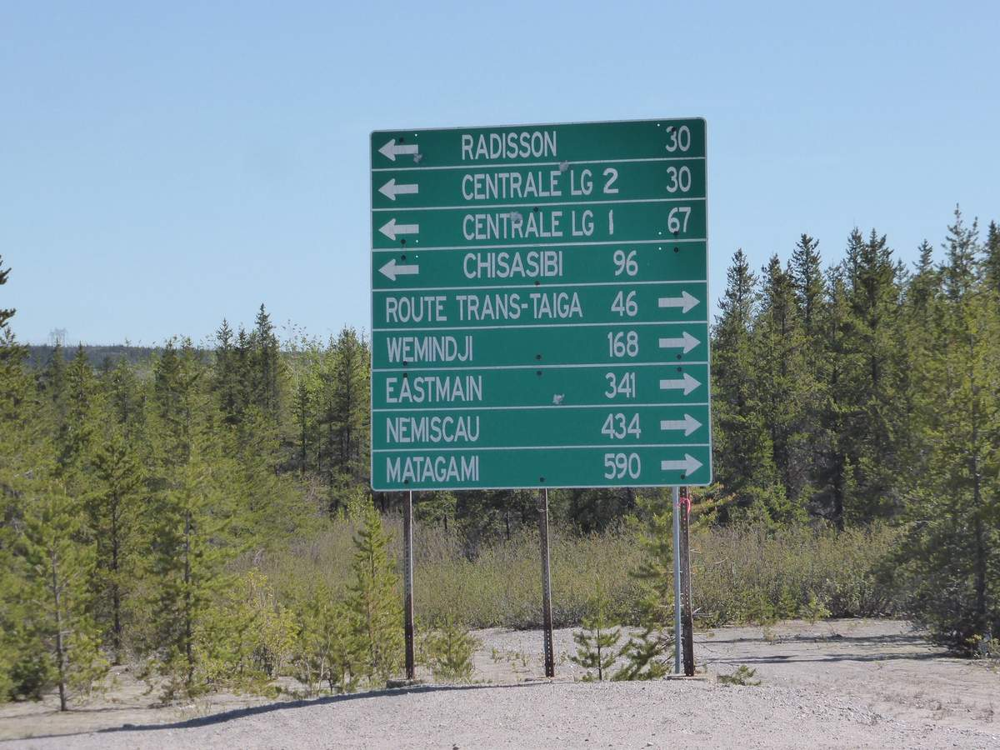 RADISSON 30
CENTRALE LG 2 30
CENTRALE LG 1 67
CHISASIBI 96
ROUTE TRANS-TAIGA 46
WEMINDJI 168
EASTMAIN 341
NEMISCAU 434
MATAGAMI 590